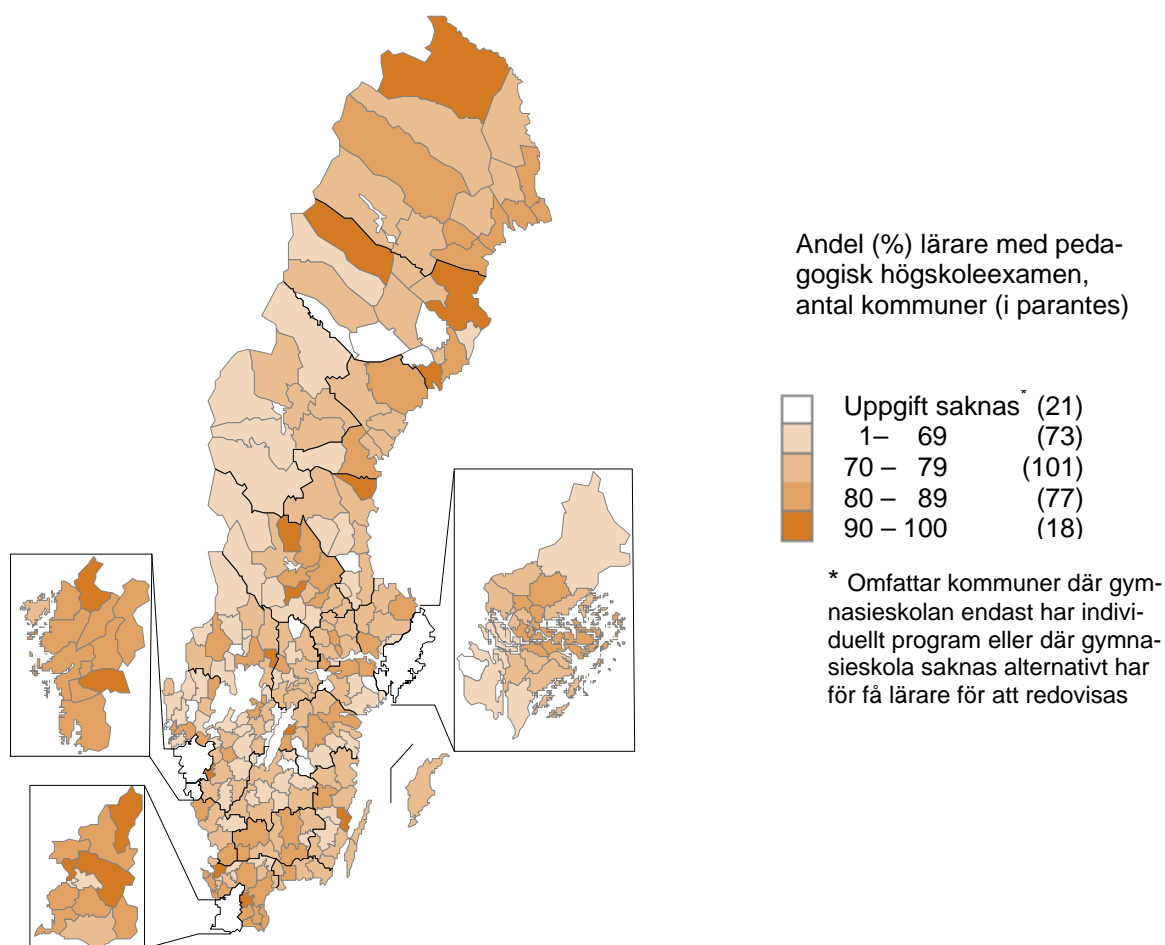 Andel (%) lärare med peda-
gogisk högskoleexamen,
antal kommuner (i parantes)
Uppgift saknas* (21)
1– 69 (73)
70 – 79 (101)
80 – 89 (77)
90 – 100 (18)
* Omfattar kommuner där gym-
nasieskolan endast har indivi-
duellt program eller där gymna-
sieskola saknas alternativt har
för få lärare för att redovisas